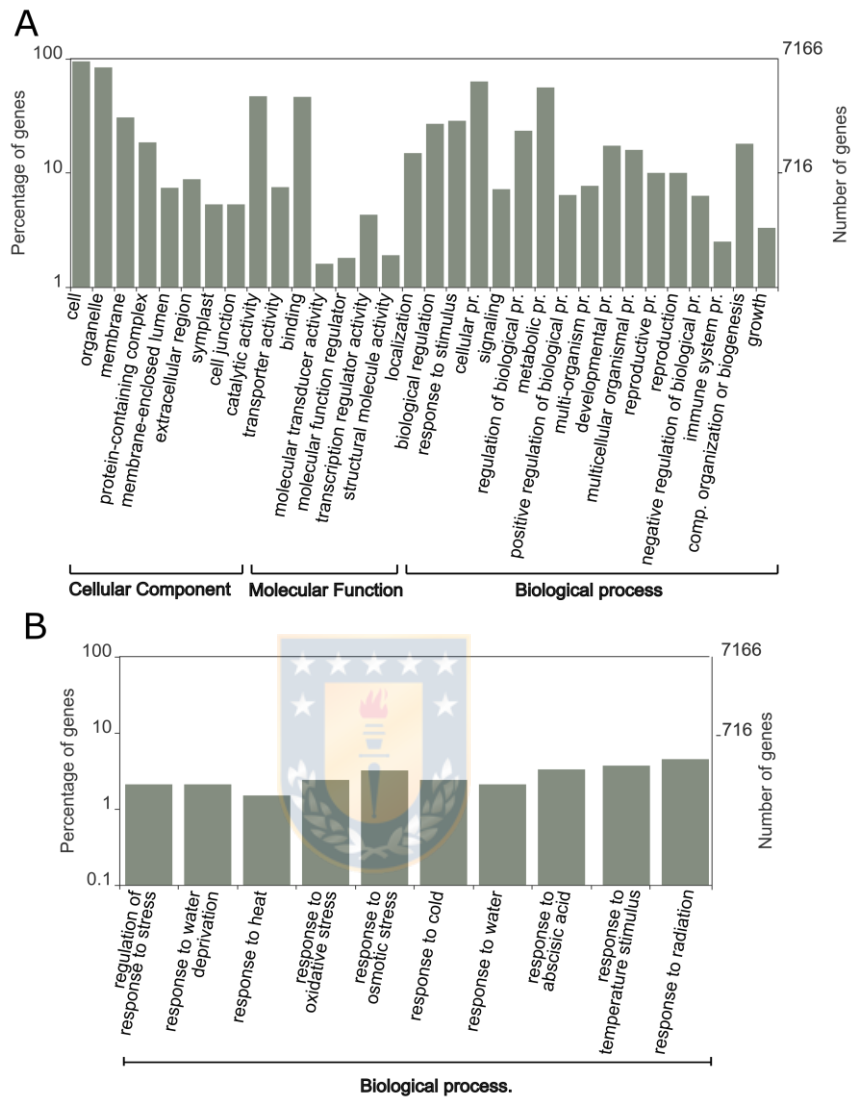 A
100
7166
10
716
1
Percentage of genes
Number of genes
cell
organelle
membrane
protein-containing complex
membrane-enclosed lumen
extracellular region
symplast
cell junction
catalytic activity
transporter activity
binding
molecular transducer activity
molecular function regulator
transcription regulator activity
structural molecule activity
localization
biological regulation
response to stimulus
cellular pr.
signaling
regulation of biological pr.
metabolic pr.
positive regulation of biological pr.
multi-organism pr.
developmental pr.
multicellular organismal pr.
reproductive pr.
reproduction
negative regulation of biological pr.
immune system pr.
comp. organization or biogenesis
growth
Cellular Component
Molecular Function
Biological process
B
100
7166
10
716
1
0.1
Percentage of genes
Number of genes
regulation of
response to stress
response to water
deprivation
response to heat
response to
oxidative stress
response to
osmotic stress
response to cold
response to water
response to
abscisic acid
response to
temperature stimulus
response to radiation
Biological process.